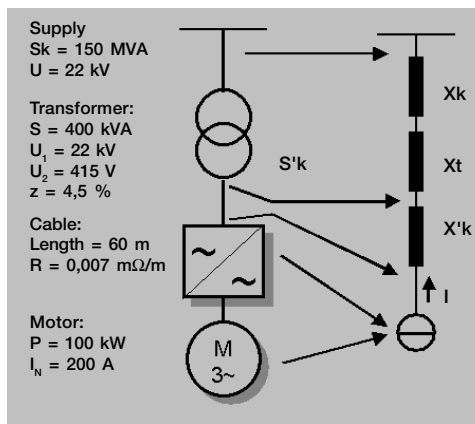 Supply
Sk = 150 MVA
U = 22 kV
Transformer:
S = 400 kVA
U₁ = 22 kV
U₂ = 415 V
z = 4,5 %
Cable:
Length = 60 m
R = 0,007 mΩ/m
Motor:
P = 100 kW
I_N = 200 A
S'k
~
~
M
3~
Xk
Xt
X'k
I